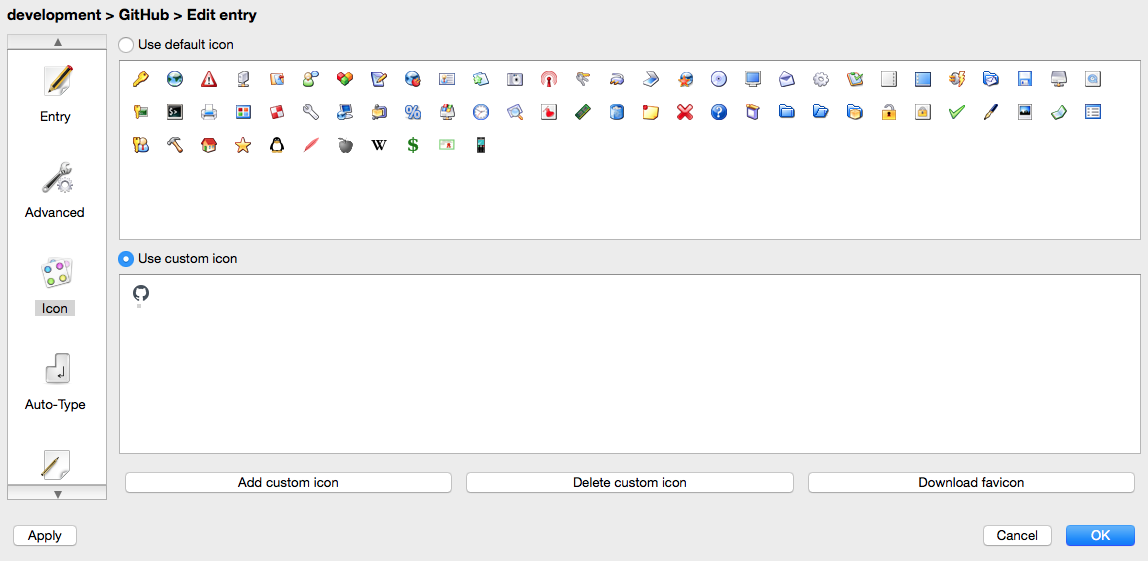 development > GitHub > Edit entry
Use default icon
Entry
Advanced
Icon
Auto-Type
Use custom icon
Add custom icon
Delete custom icon
Download favicon
Apply
Cancel
OK